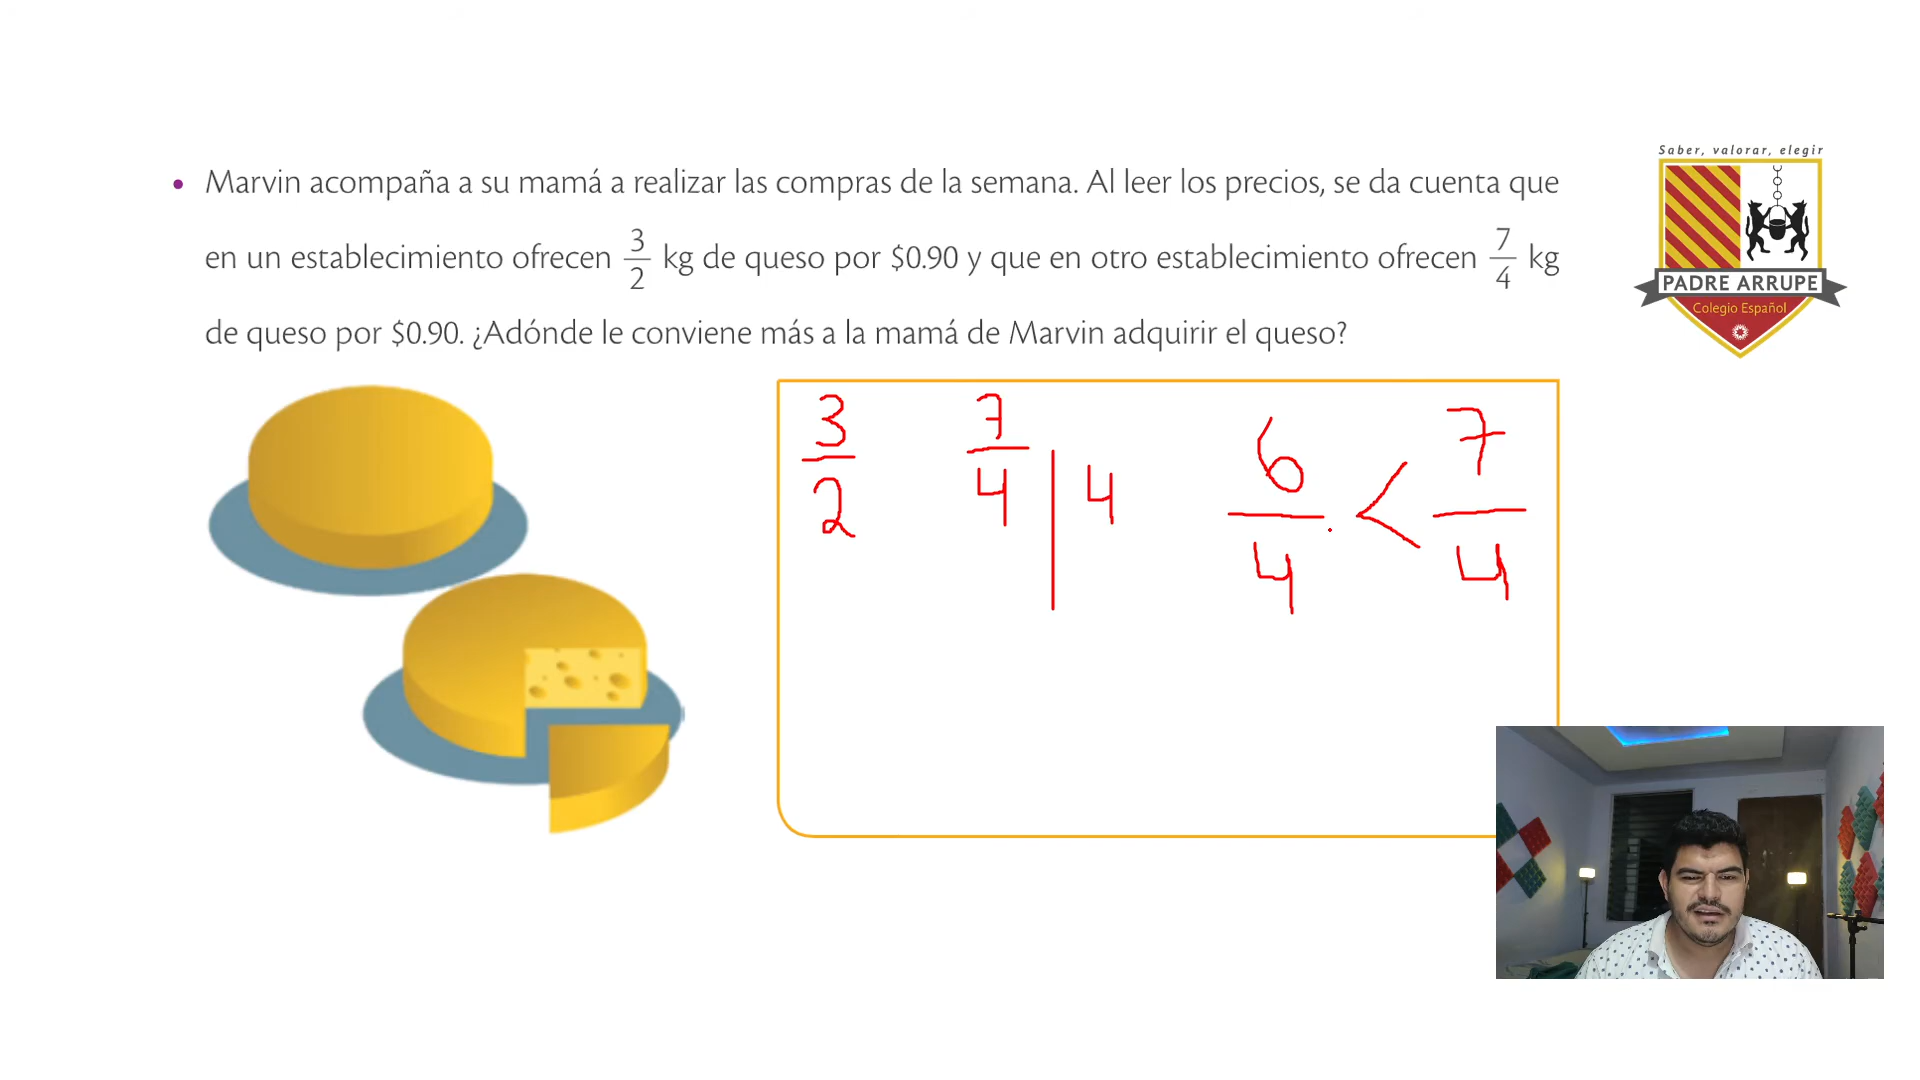 Saber, valorar, elegir
• Marvin acompaña a su mamá a realizar las compras de la semana. Al leer los precios, se da cuenta que
en un establecimiento ofrecen 3/2 kg de queso por $0.90 y que en otro establecimiento ofrecen 7/4 kg
de queso por $0.90. ¿Adónde le conviene más a la mamá de Marvin adquirir el queso?
PADRE ARRUPE
Colegio Español
3/2 7/4 | 4 6/4 < 7/4